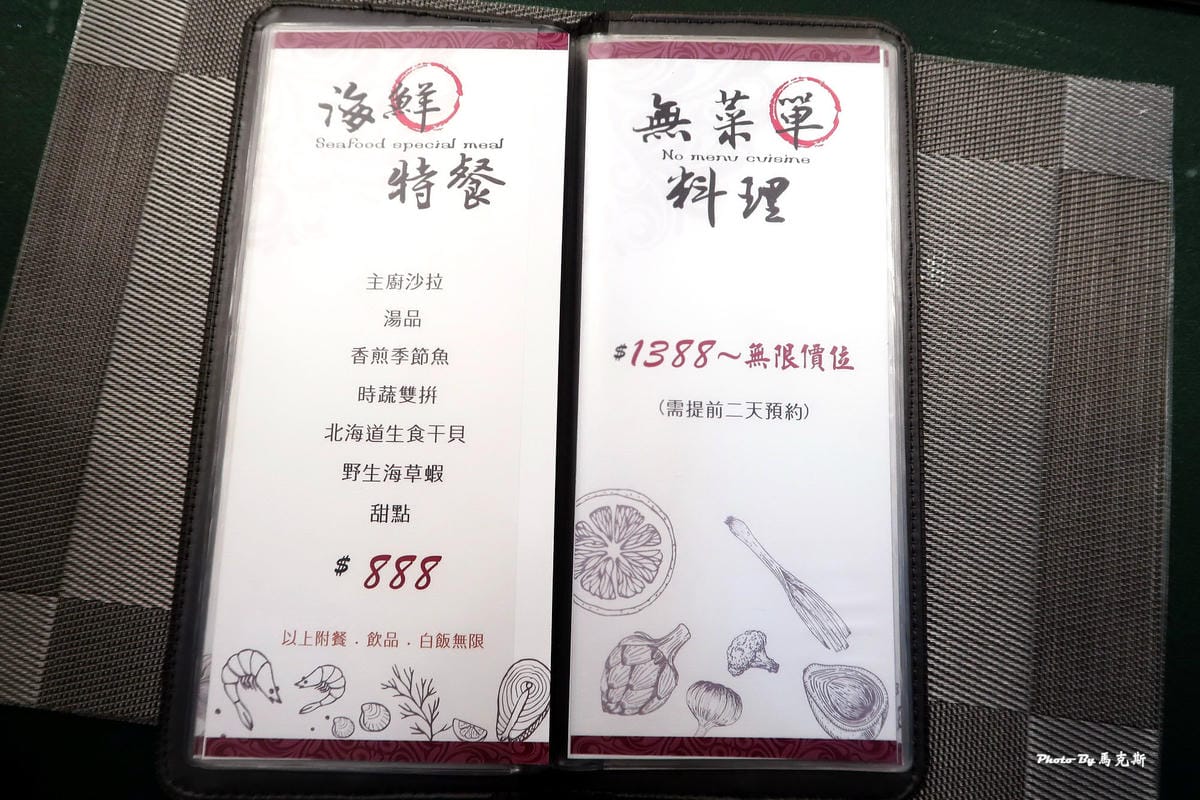 海鮮
Seafood special meal
特餐
主廚沙拉
湯品
香煎季節魚
時蔬雙拼
北海道生食干貝
野生海草蝦
甜點
$ 888
以上附餐 . 飲品 . 白飯無限
無菜單
No menu cuisine
料理
$1388~無限價位
(需提前二天預約)
Photo By 馬克斯